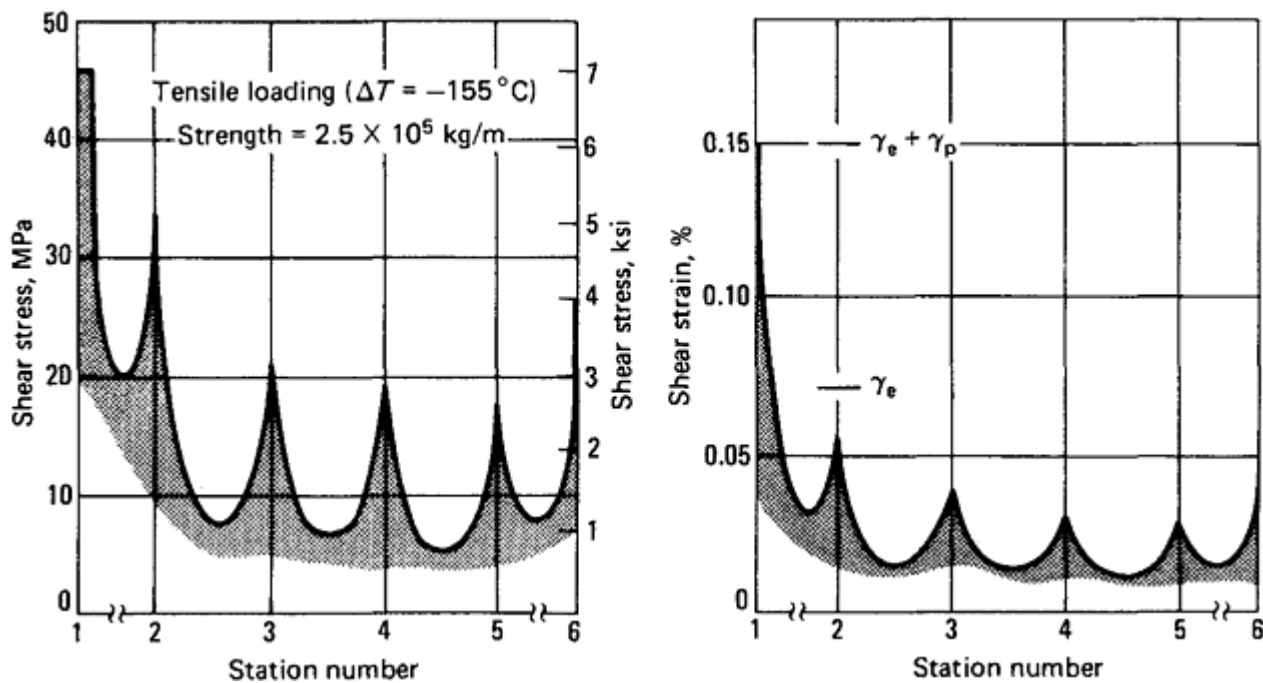 50
40
30
20
10
0
Shear stress, MPa
Tensile loading (ΔT = −155 °C)
Strength = 2.5 × 10⁵ kg/m
7
6
5
4
3
2
1
Shear stress, ksi
1 2 3 4 5 6
Station number
0.15
0.10
0.05
0
Shear strain, %
γe + γp
γe
1 2 3 4 5 6
Station number